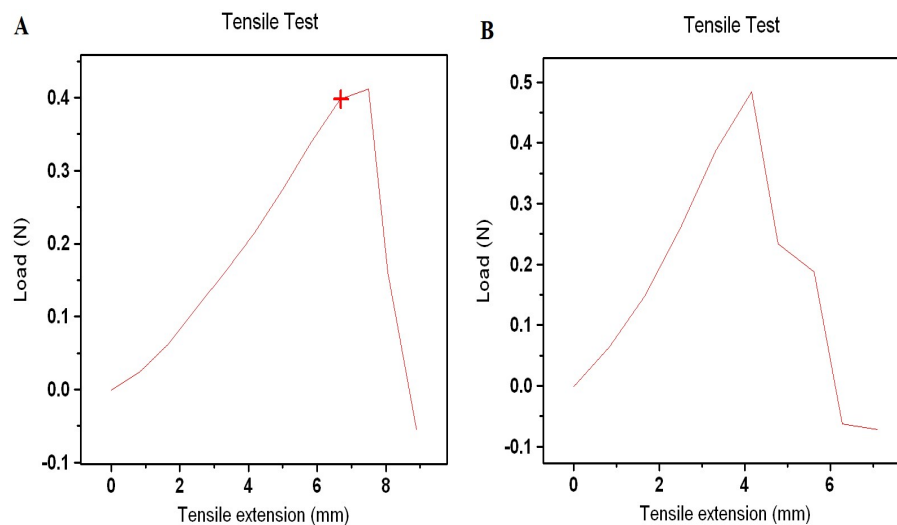 A
Tensile Test
Load (N)
0.4
0.3
0.2
0.1
0.0
-0.1
0 2 4 6 8
Tensile extension (mm)
B
Tensile Test
Load (N)
0.5
0.4
0.3
0.2
0.1
0.0
-0.1
0 2 4 6
Tensile extension (mm)